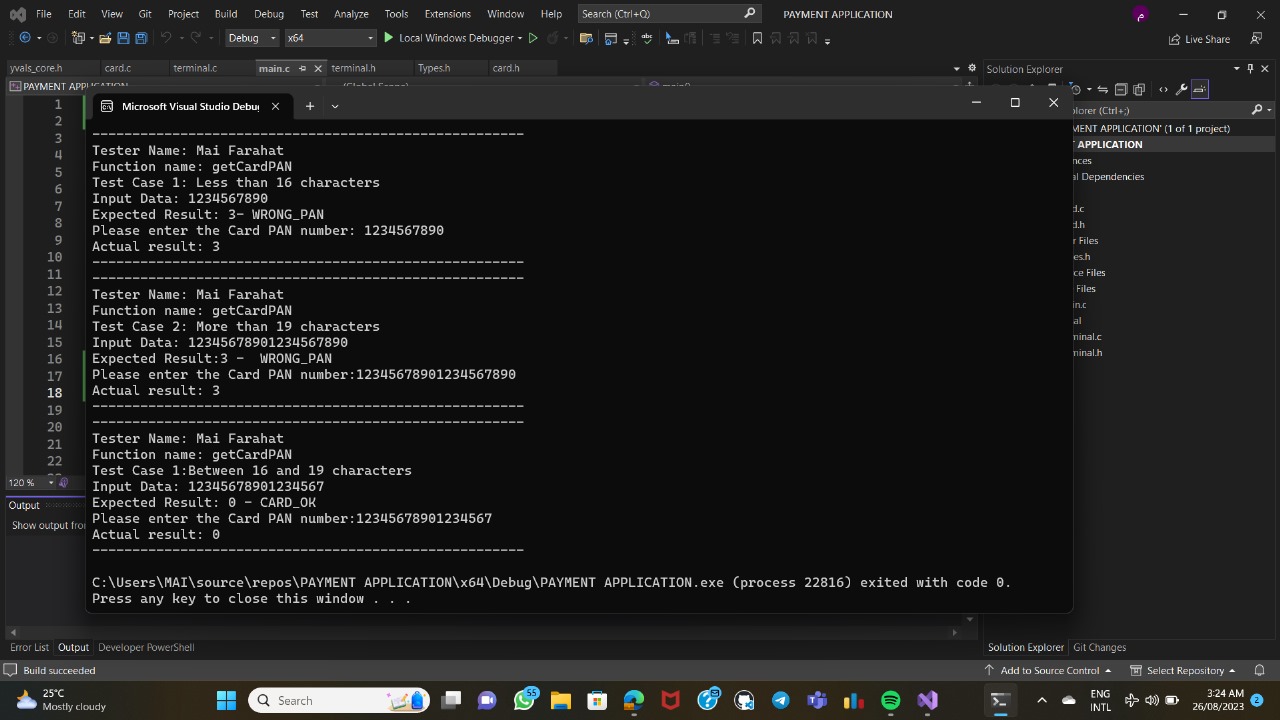 File Edit View Git Project Build Debug Test Analyze Tools Extensions Window Help Search (Ctrl+Q) PAYMENT APPLICATION
Debug x64 Local Windows Debugger Live Share
yvals_core.h card.c terminal.c main.c terminal.h Types.h card.h Solution Explorer
PAYMENT APPLICATION
Microsoft Visual Studio Debug
1
2
3
4
5
6
7
8
9
10
11
12
13
14
15
16
17
18
19
20
21
22
------------------------------------------------------
Tester Name: Mai Farahat
Function name: getCardPAN
Test Case 1: Less than 16 characters
Input Data: 1234567890
Expected Result: 3- WRONG_PAN
Please enter the Card PAN number: 1234567890
Actual result: 3
------------------------------------------------------
------------------------------------------------------
Tester Name: Mai Farahat
Function name: getCardPAN
Test Case 2: More than 19 characters
Input Data: 12345678901234567890
Expected Result:3 -  WRONG_PAN
Please enter the Card PAN number:12345678901234567890
Actual result: 3
------------------------------------------------------
------------------------------------------------------
Tester Name: Mai Farahat
Function name: getCardPAN
Test Case 1:Between 16 and 19 characters
Input Data: 12345678901234567
Expected Result: 0 - CARD_OK
Please enter the Card PAN number:12345678901234567
Actual result: 0
------------------------------------------------------
C:\Users\MAI\source\repos\PAYMENT APPLICATION\x64\Debug\PAYMENT APPLICATION.exe (process 22816) exited with code 0.
Press any key to close this window . . .
plorer (Ctrl+;)
MENT APPLICATION' (1 of 1 project)
T APPLICATION
nces
al Dependencies
d.c
d.h
r Files
es.h
ce Files
Files
in.c
al
minal.c
minal.h
120 %
Output
Show output from
Error List Output Developer PowerShell Solution Explorer Git Changes
Build succeeded Add to Source Control Select Repository
25°C
Mostly cloudy
Search
55
ENG
INTL
3:24 AM
26/08/2023
2